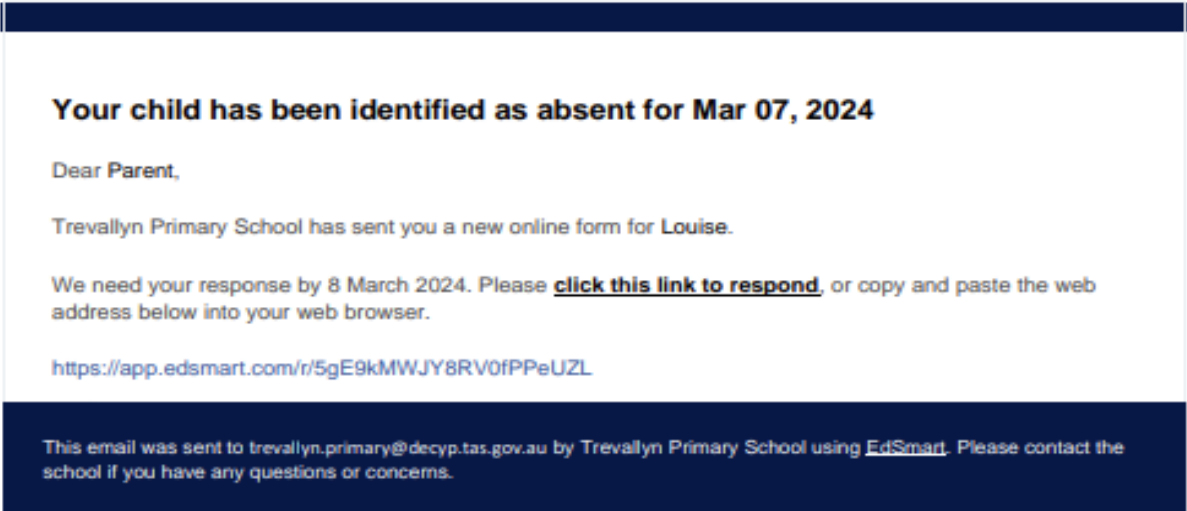 Your child has been identified as absent for Mar 07, 2024
Dear Parent,
Trevallyn Primary School has sent you a new online form for Louise.
We need your response by 8 March 2024. Please click this link to respond, or copy and paste the web
address below into your web browser.
https://app.edsmart.com/r/5gE9kMWJY8RV0fPPeUZL
This email was sent to trevallyn.primary@decyp.tas.gov.au by Trevallyn Primary School using EdSmart. Please contact the
school if you have any questions or concerns.